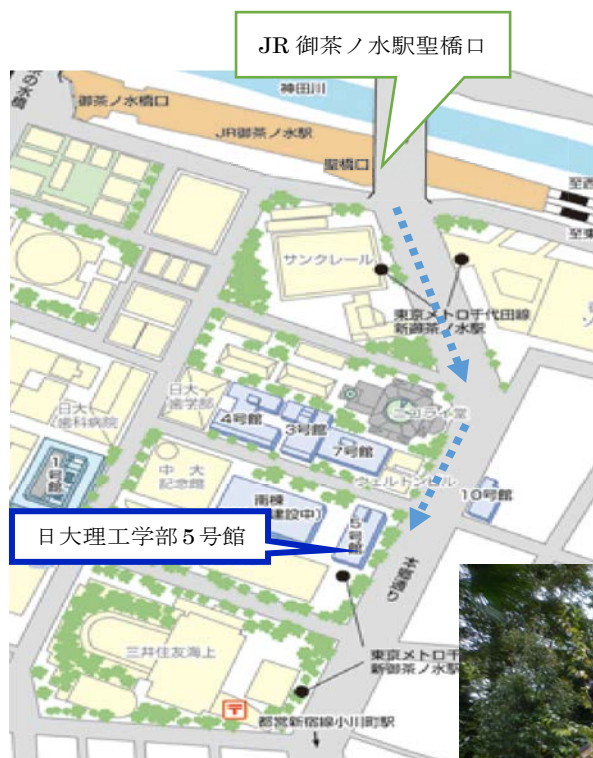 JR 御茶ノ水駅聖橋口
神田川
御茶ノ水橋口
JR御茶ノ水駅
聖橋口
至
至東
の水橋
サンクレール
東京メトロ千代田線
新御茶ノ水駅
日大
歯学部
ニコライ堂
日大
歯科病院
4号館
3号館
7号館
中大
記念館
1号館
ウェルトンビル
10号館
南棟
建設中)
5号館
日大理工学部5号館
本郷通り
三井住友海上
東京メトロ千
新御茶ノ水駅
〒
都営新宿線小川町駅